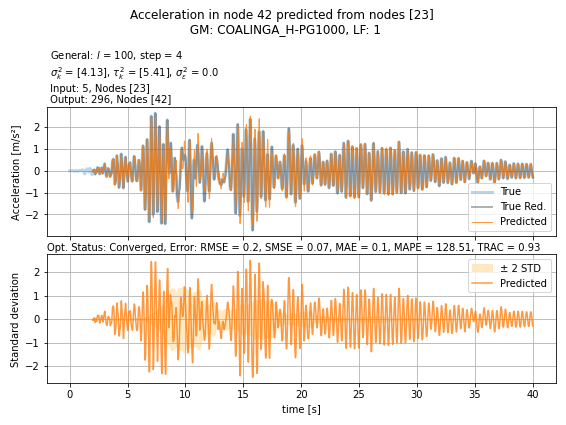 Acceleration in node 42 predicted from nodes [23]
GM: COALINGA_H-PG1000, LF: 1
General: l = 100, step = 4
σ²ₖ = [4.13], τ²ₖ = [5.41], σ²ε = 0.0
Input: 5, Nodes [23]
Output: 296, Nodes [42]
Acceleration [m/s²]
2
1
0
−1
−2
True
True Red.
Predicted
Opt. Status: Converged, Error: RMSE = 0.2, SMSE = 0.07, MAE = 0.1, MAPE = 128.51, TRAC = 0.93
Standard deviation
2
1
0
−1
−2
± 2 STD
Predicted
0 5 10 15 20 25 30 35 40
time [s]